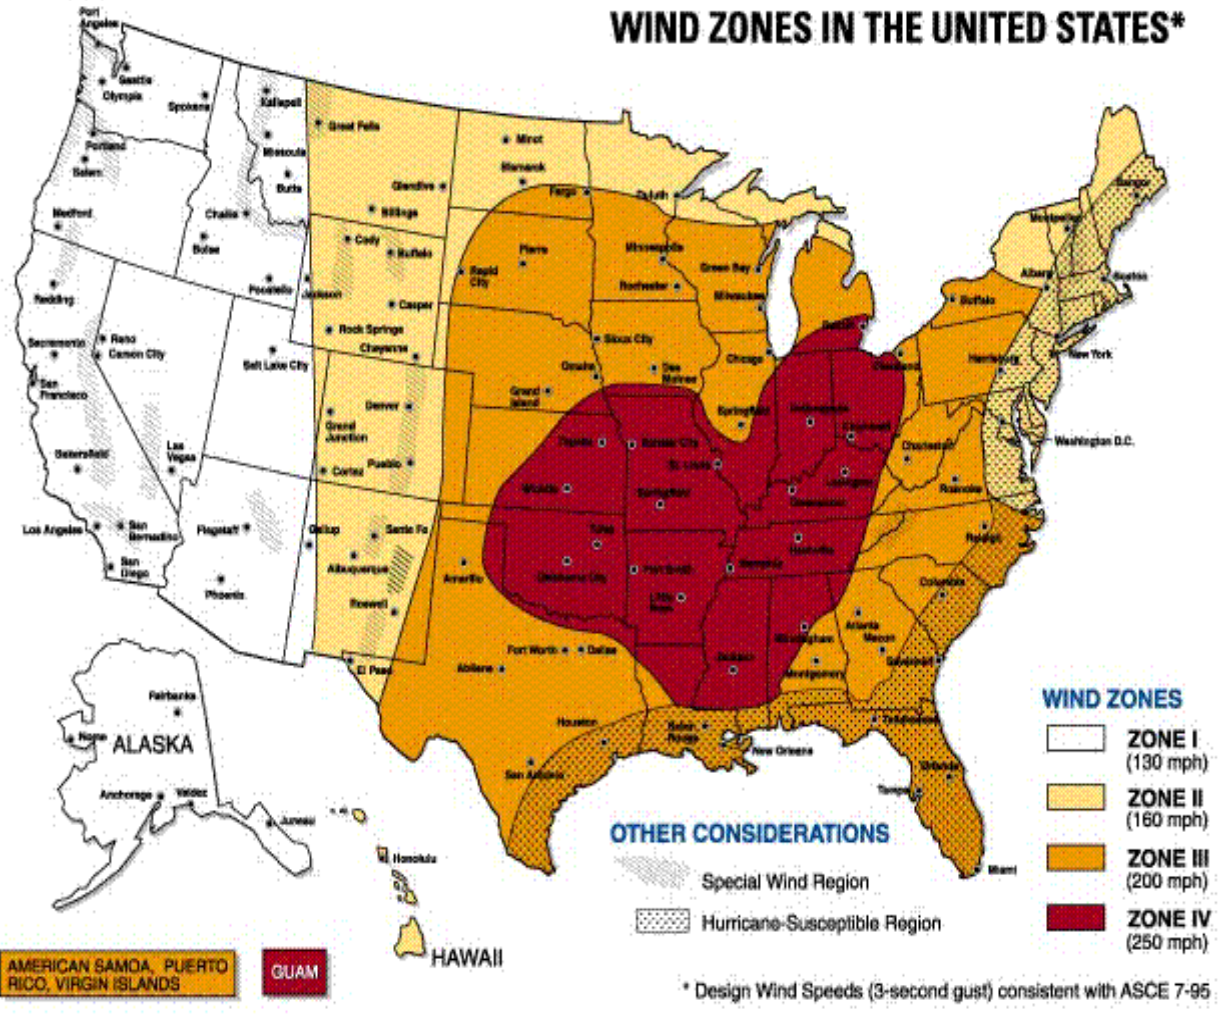 WIND ZONES IN THE UNITED STATES*
Port
Angeles
Seattle
Olympia
Spokane
Kalispell
Great Falls
Minot
Portland
Missoula
Bismarck
Salem
Butte
Glendive
Fargo
Duluth
Bangor
Medford
Challis
Billings
Montpelier
Boise
Cody
Buffalo
Pierre
Minneapolis
Green Bay
Albany
Boston
Redding
Pocatello
Jackson
Casper
Rapid
City
Rochester
Milwaukee
Buffalo
Sacramento
Reno
Carson City
Salt Lake City
Rock Springs
Cheyenne
Sioux City
Chicago
Detroit
Cleveland
Harrisburg
New York
San
Francisco
Omaha
Des
Moines
Grand
Island
Denver
Grand
Junction
Springfield
Indianapolis
Cincinnati
Washington D.C.
Bakersfield
Las
Vegas
Cortez
Pueblo
Topeka
Kansas City
St. Louis
Charleston
Lexington
Roanoke
Wichita
Springfield
Los Angeles
San
Bernadino
Flagstaff
Gallup
Santa Fe
Tulsa
Nashville
Raleigh
San
Diego
Albuquerque
Amarillo
Oklahoma City
Fort Smith
Memphis
Phoenix
Roswell
Little
Rock
Columbia
Atlanta
Macon
Birmingham
Savannah
El Paso
Abilene
Fort Worth
Dallas
Jackson
Montgomery
Fairbanks
Nome
ALASKA
Houston
Baton
Rouge
New Orleans
Tallahassee
San Antonio
Orlando
Tampa
Anchorage
Valdez
Juneau
Miami
Honolulu
HAWAII
WIND ZONES
ZONE I
(130 mph)
ZONE II
(160 mph)
ZONE III
(200 mph)
ZONE IV
(250 mph)
OTHER CONSIDERATIONS
Special Wind Region
Hurricane-Susceptible Region
AMERICAN SAMOA, PUERTO
RICO, VIRGIN ISLANDS
GUAM
* Design Wind Speeds (3-second gust) consistent with ASCE 7-95